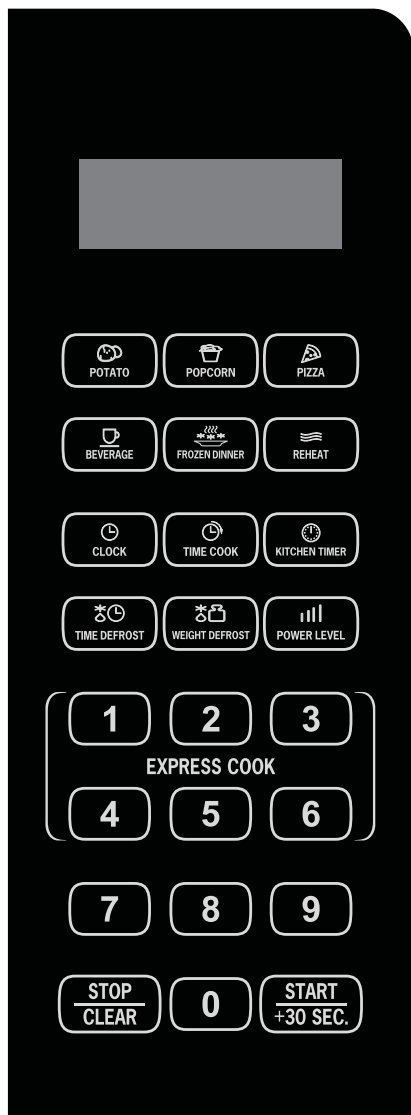 POTATO POPCORN PIZZA
BEVERAGE FROZEN DINNER REHEAT
CLOCK TIME COOK KITCHEN TIMER
TIME DEFROST WEIGHT DEFROST POWER LEVEL
1 2 3
EXPRESS COOK
4 5 6
7 8 9
STOP
CLEAR
0
START
+30 SEC.